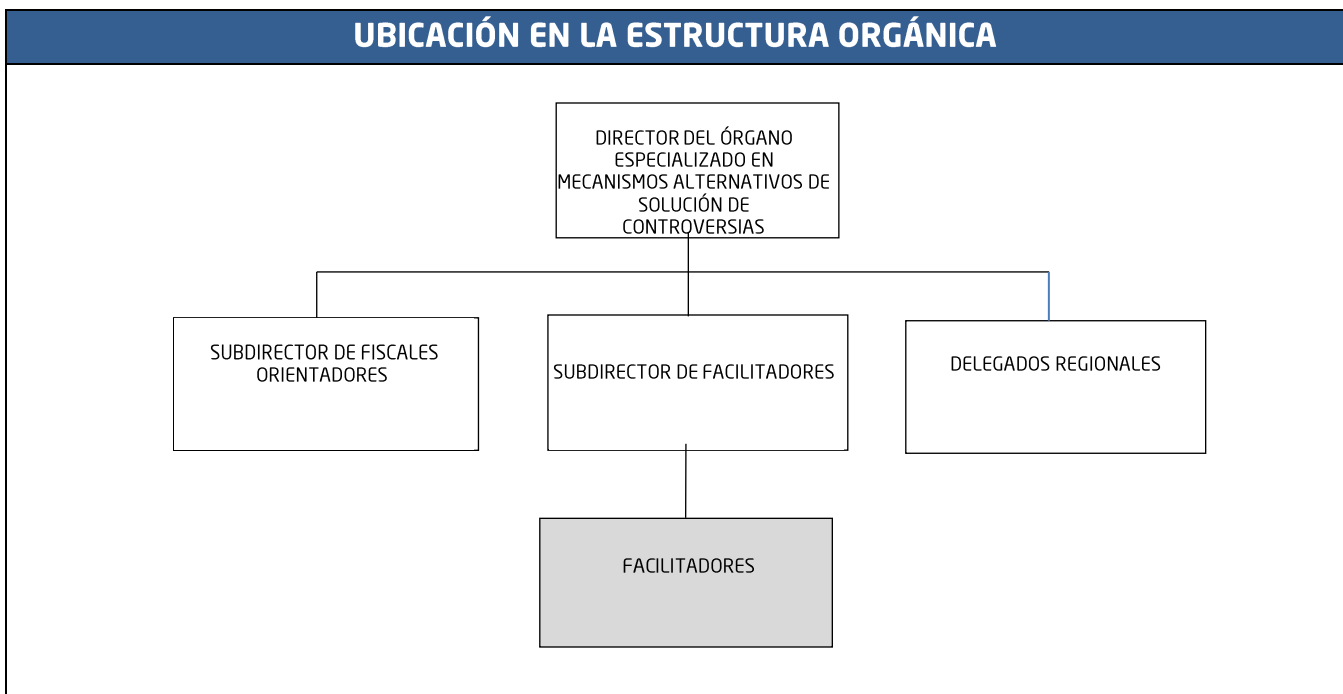 UBICACIÓN EN LA ESTRUCTURA ORGÁNICA
DIRECTOR DEL ÓRGANO
ESPECIALIZADO EN
MECANISMOS ALTERNATIVOS DE
SOLUCIÓN DE
CONTROVERSIAS
SUBDIRECTOR DE FISCALES
ORIENTADORES
SUBDIRECTOR DE FACILITADORES
DELEGADOS REGIONALES
FACILITADORES